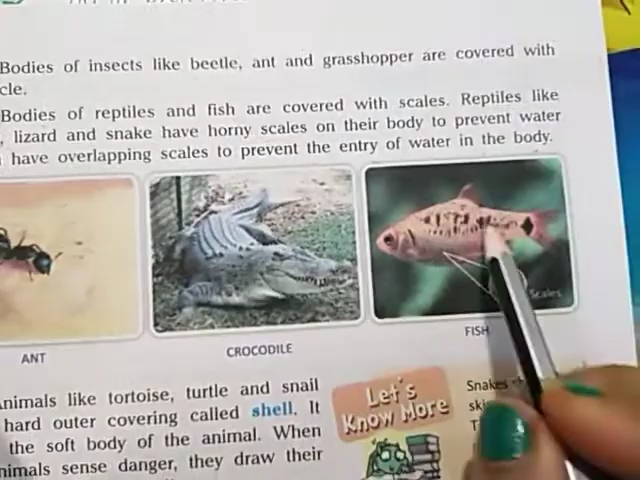 Bodies of insects like beetle, ant and grasshopper are covered with
cle.
Bodies of reptiles and fish are covered with scales. Reptiles like
, lizard and snake have horny scales on their body to prevent water
have overlapping scales to prevent the entry of water in the body.
Scales
ANT
CROCODILE
FISH
Animals like tortoise, turtle and snail
hard outer covering called shell. It
the soft body of the animal. When
nimals sense danger, they draw their
Let's
Know More
Snakes